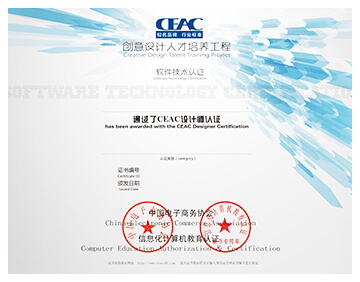 CEAC
知名品牌 行业标准
创意设计人才培养工程
Creative Design Talent Training Project
软件技术认证
Software Technology Certification
SOFTWARE TECHNOLOGY CERTIFICATION
通过了CEAC设计师认证
has been awarded with the CEAC Designer Certification
认证类别 (category):
证书编号
Certificate ID
颁发日期
Issued Date
中国电子商务协会
China Electronic Commerce Association
信息化计算机教育认证
Computer Education Authorization & Certification